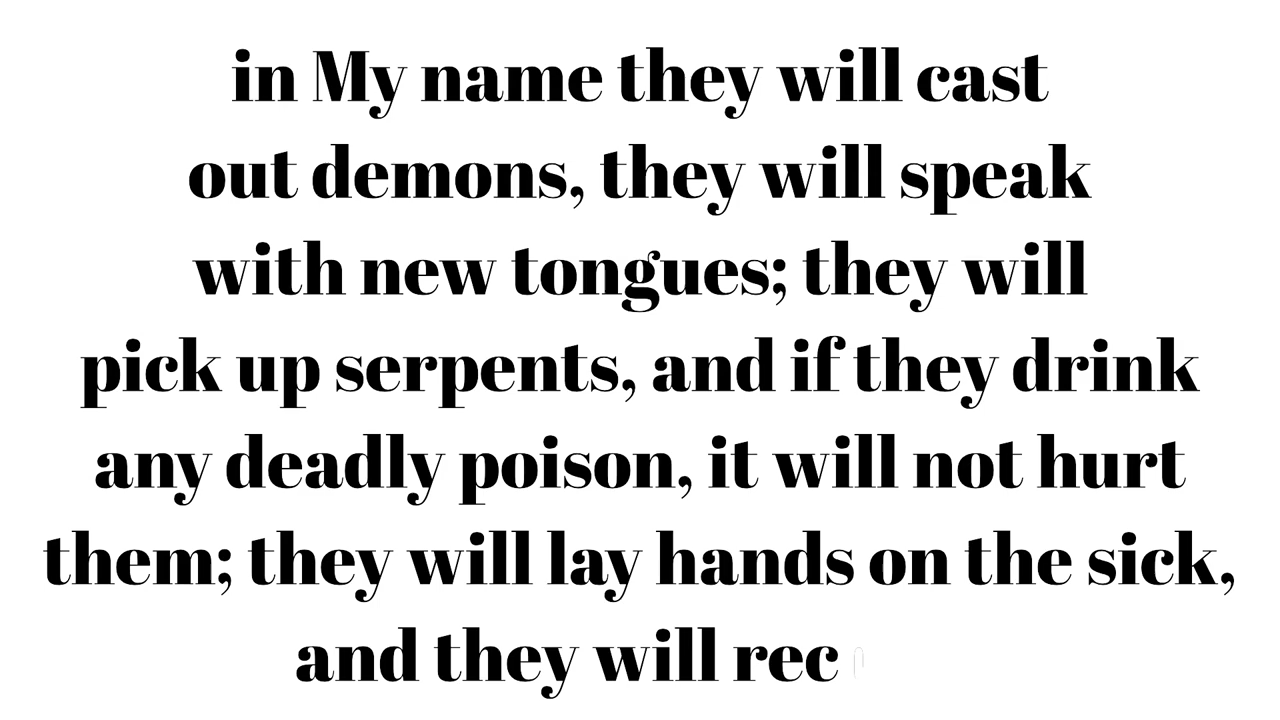 in My name they will cast
out demons, they will speak
with new tongues; they will
pick up serpents, and if they drink
any deadly poison, it will not hurt
them; they will lay hands on the sick,
and they will rec